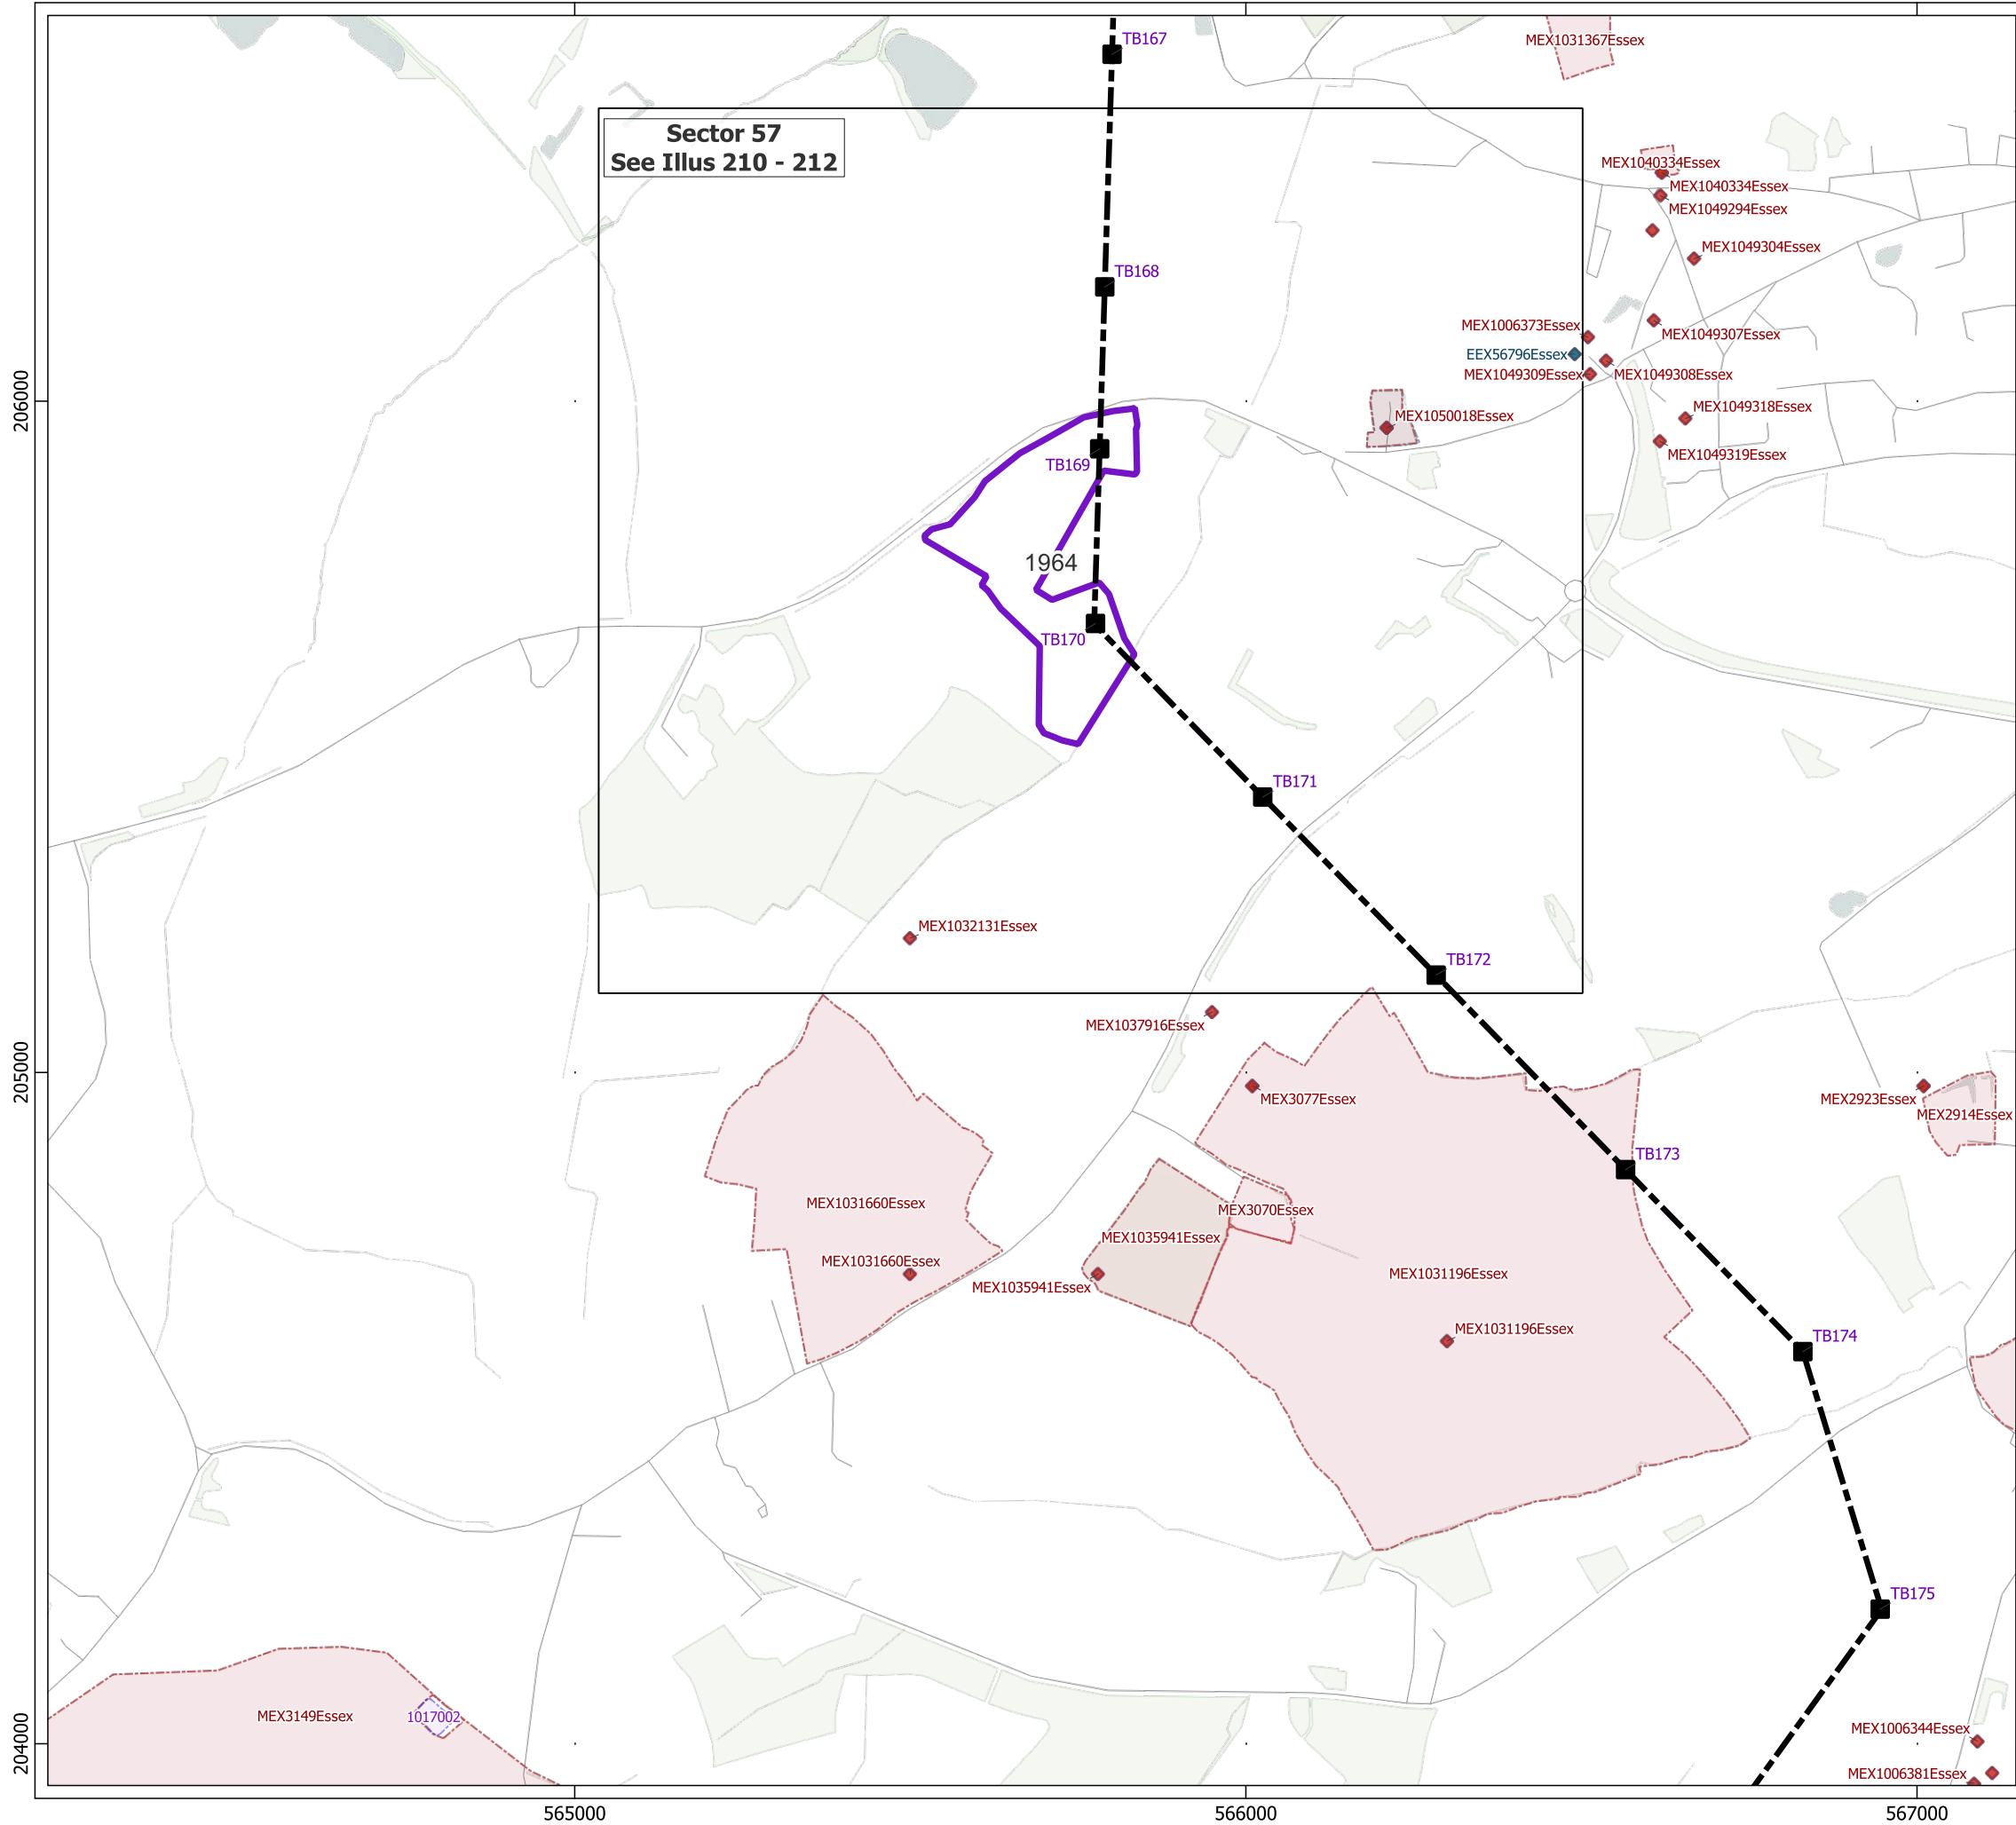 TB167
MEX1031367Essex
Sector 57
See Illus 210 - 212
MEX1040334Essex
MEX1040334Essex
MEX1049294Essex
MEX1049304Essex
TB168
MEX1006373Essex
MEX1049307Essex
EEX56796Essex
MEX1049309Essex
MEX1049308Essex
206000
MEX1050018Essex
MEX1049318Essex
MEX1049319Essex
TB169
1964
TB170
TB171
MEX1032131Essex
TB172
MEX1037916Essex
205000
MEX3077Essex
MEX2923Essex
MEX2914Essex
TB173
MEX1031660Essex
MEX3070Essex
MEX1035941Essex
MEX1031660Essex
MEX1035941Essex
MEX1031196Essex
MEX1031196Essex
TB174
TB175
MEX3149Essex
1017002
204000
MEX1006344Essex
MEX1006381Essex
565000
566000
567000